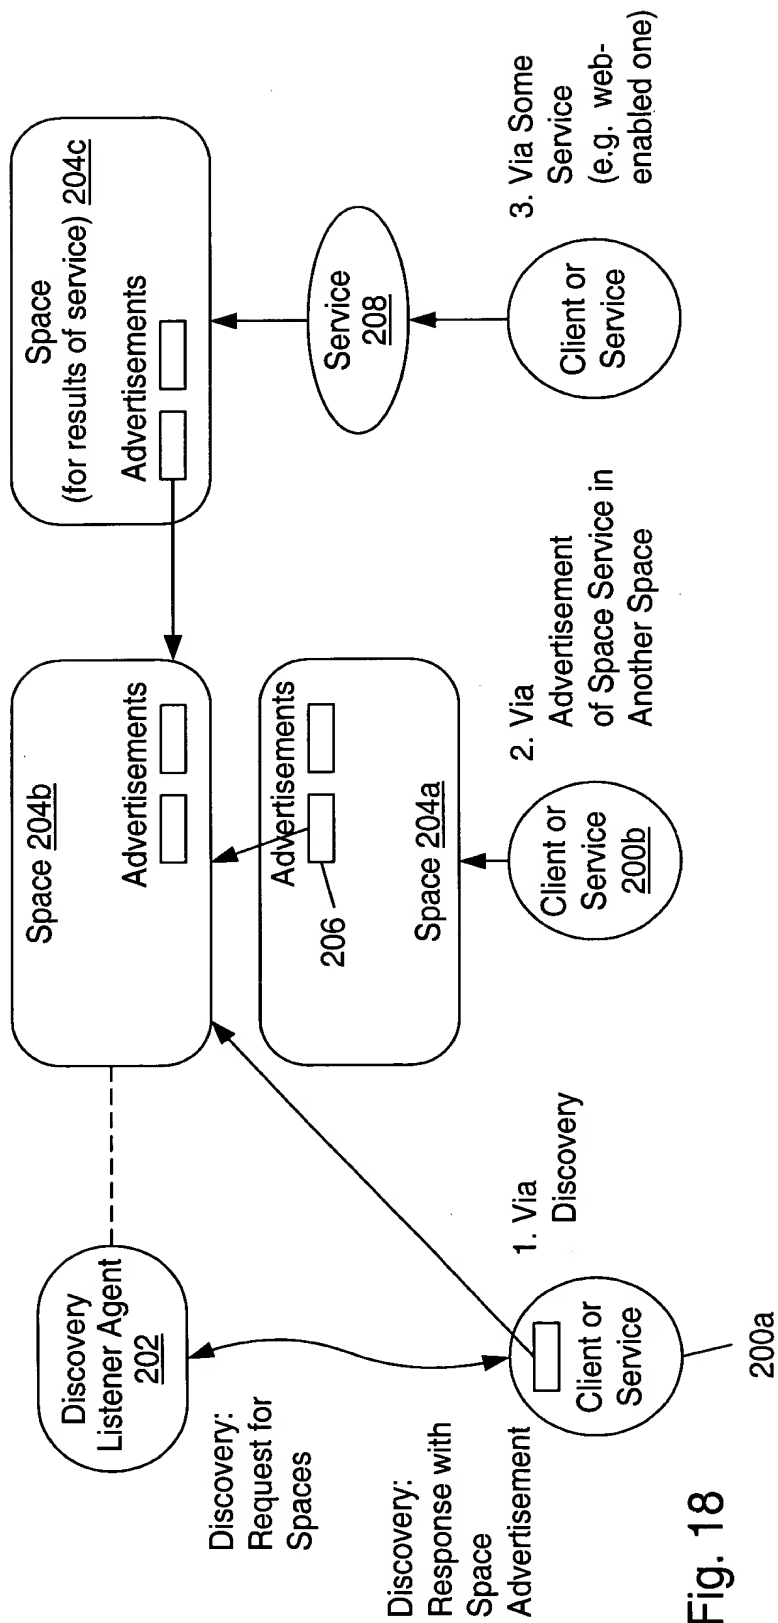 Discovery
Listener Agent
202
Discovery:
Request for
Spaces
Discovery:
Response with
Space
Advertisement
Client or
Service
200a
1. Via
Discovery
Space 204b
Advertisements
Advertisements
206
Space 204a
Client or
Service
200b
2. Via
Advertisement
of Space Service in
Another Space
Space
(for results of service) 204c
Advertisements
Service
208
Client or
Service
3. Via Some
Service
(e.g. web-
enabled one)
Fig. 18